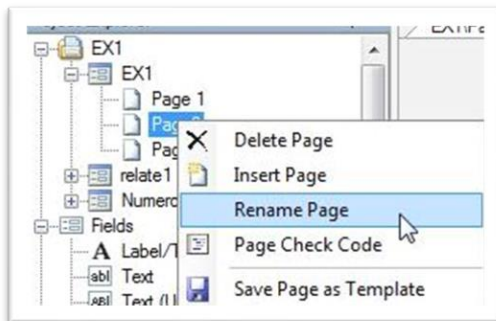 EX1
EX1
Page 1
Delete Page
Insert Page
relate1
Rename Page
Fields
Page Check Code
A Label/T
abl Text
Save Page as Template
Text (U